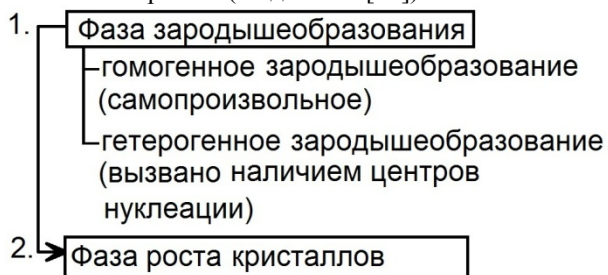 1. Фаза зародышеобразования
гомогенное зародышеобразование
(самопроизвольное)
гетерогенное зародышеобразование
(вызвано наличием центров
нуклеации)
2. Фаза роста кристаллов